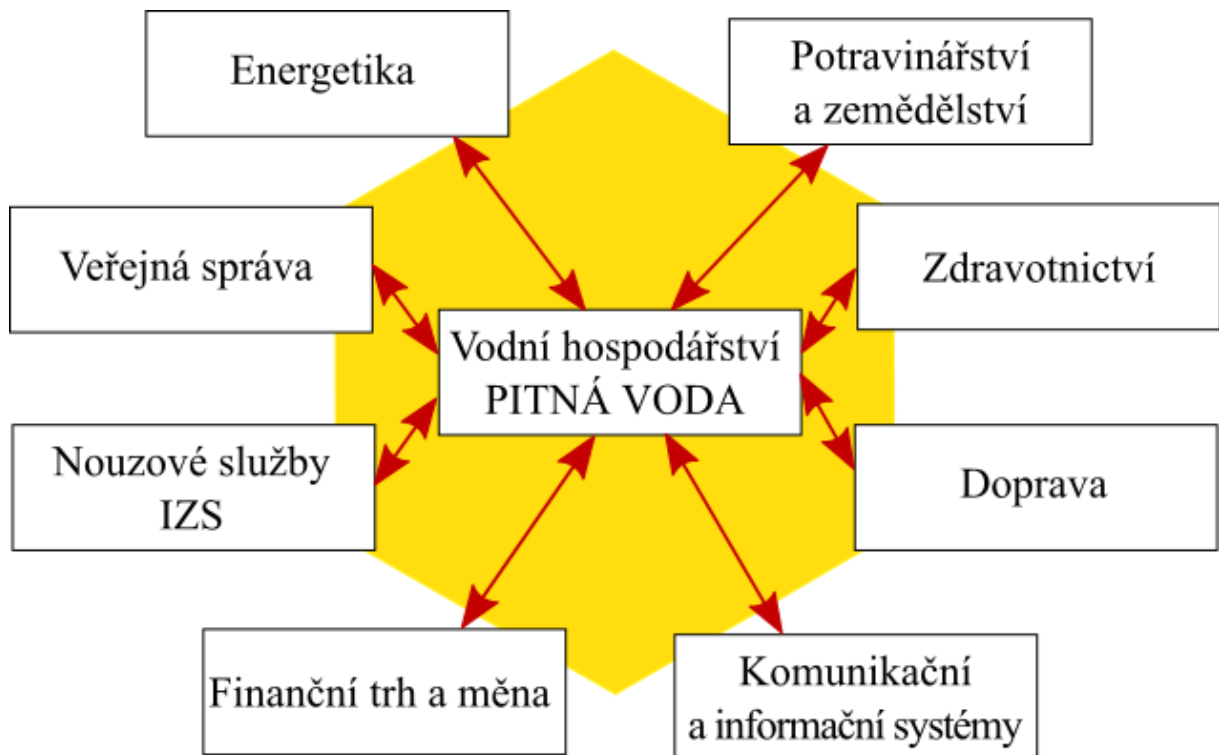 Energetika
Potravinářství
a zemědělství
Veřejná správa
Zdravotnictví
Vodní hospodářství
PITNÁ VODA
Nouzové služby
IZS
Doprava
Finanční trh a měna
Komunikační
a informační systémy